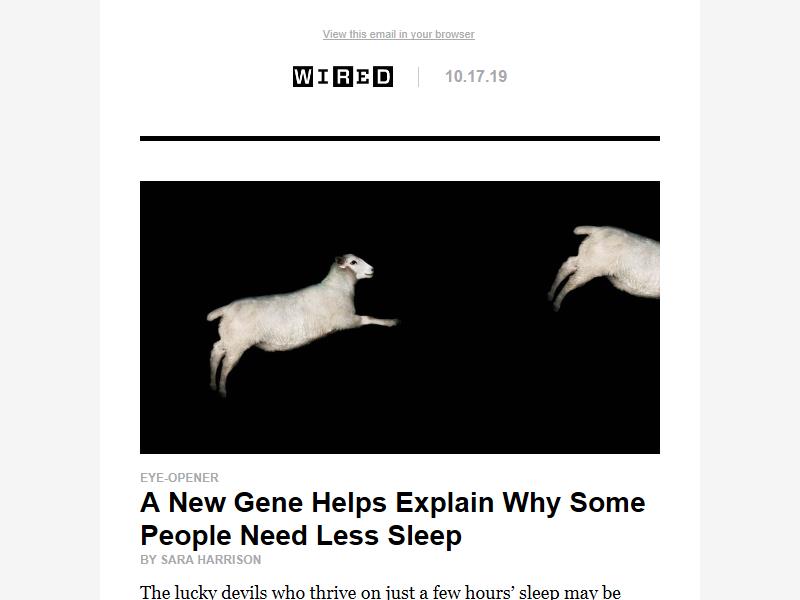 View this email in your browser
WIRED
10.17.19
EYE-OPENER
A New Gene Helps Explain Why Some
People Need Less Sleep
BY SARA HARRISON
The lucky devils who thrive on just a few hours’ sleep may be